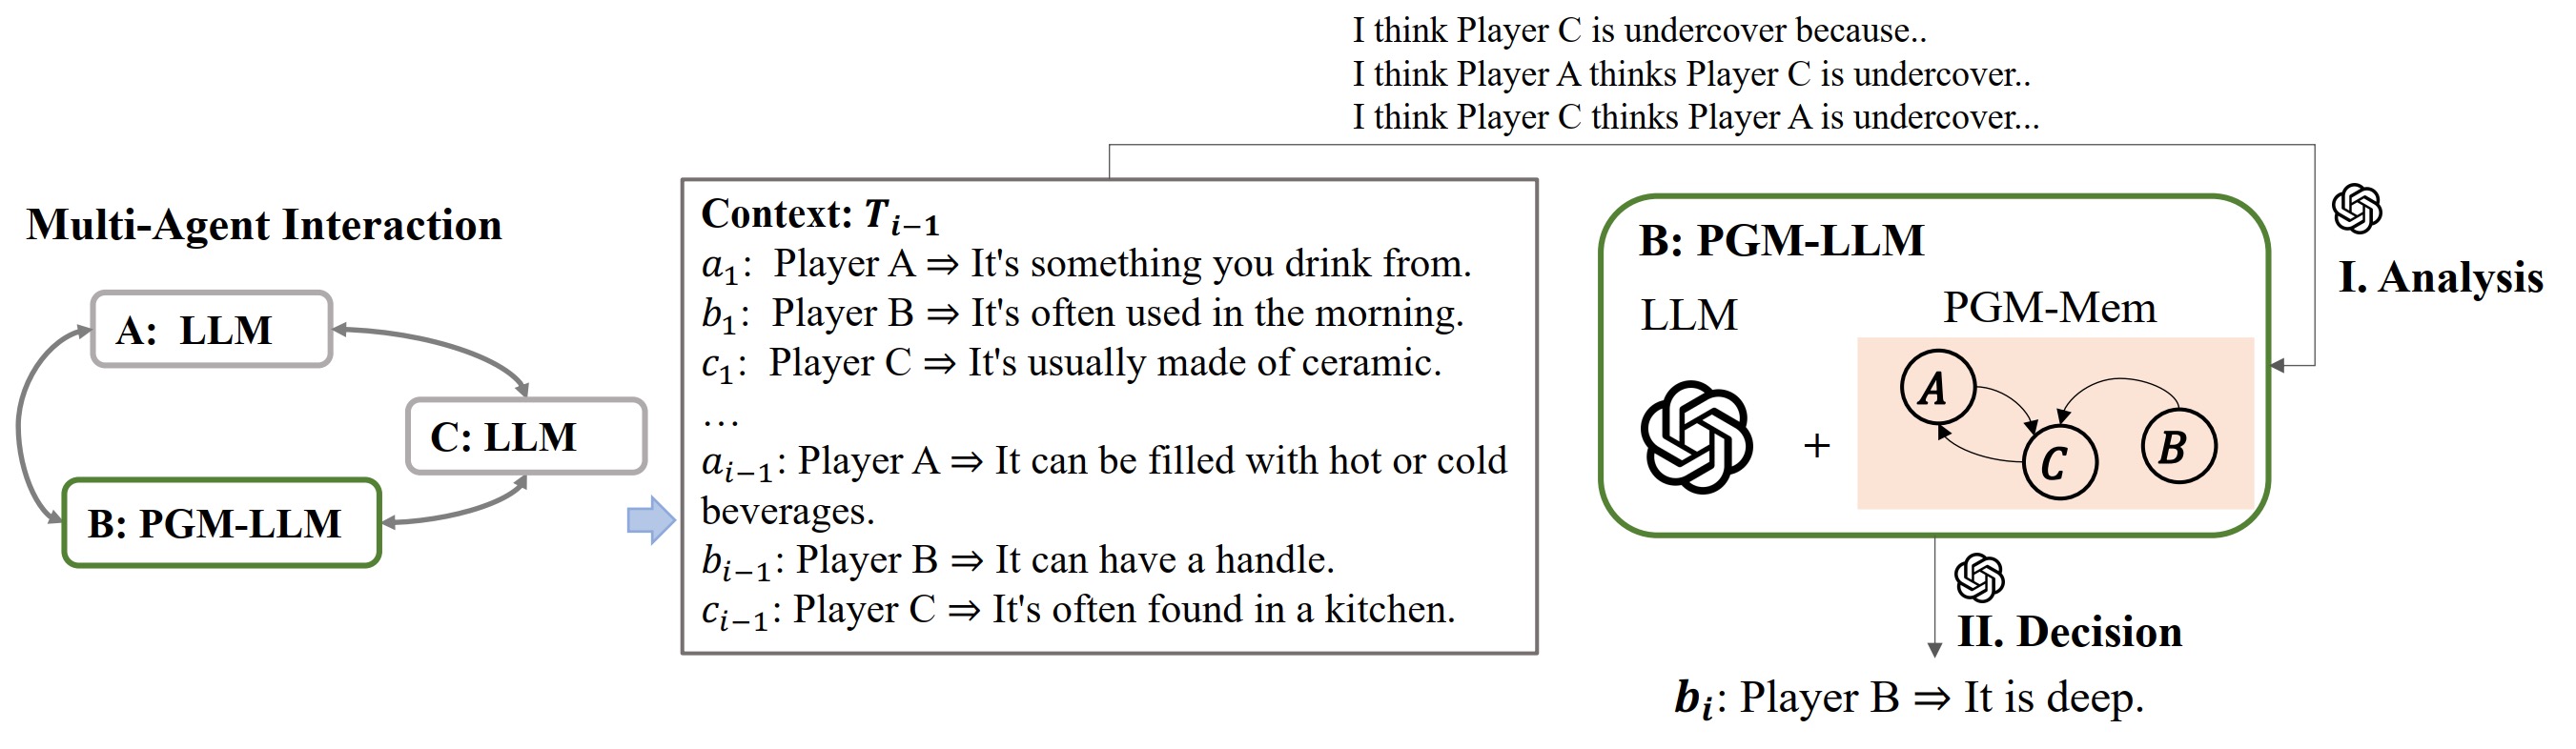 I think Player C is undercover because..
I think Player A thinks Player C is undercover..
I think Player C thinks Player A is undercover...
Multi-Agent Interaction
A: LLM
C: LLM
B: PGM-LLM
Context: T_{i−1}
a_1: Player A ⇒ It's something you drink from.
b_1: Player B ⇒ It's often used in the morning.
c_1: Player C ⇒ It's usually made of ceramic.
…
a_{i−1}: Player A ⇒ It can be filled with hot or cold
beverages.
b_{i−1}: Player B ⇒ It can have a handle.
c_{i−1}: Player C ⇒ It's often found in a kitchen.
B: PGM-LLM
LLM
PGM-Mem
+
A
C
B
I. Analysis
II. Decision
b_i: Player B ⇒ It is deep.